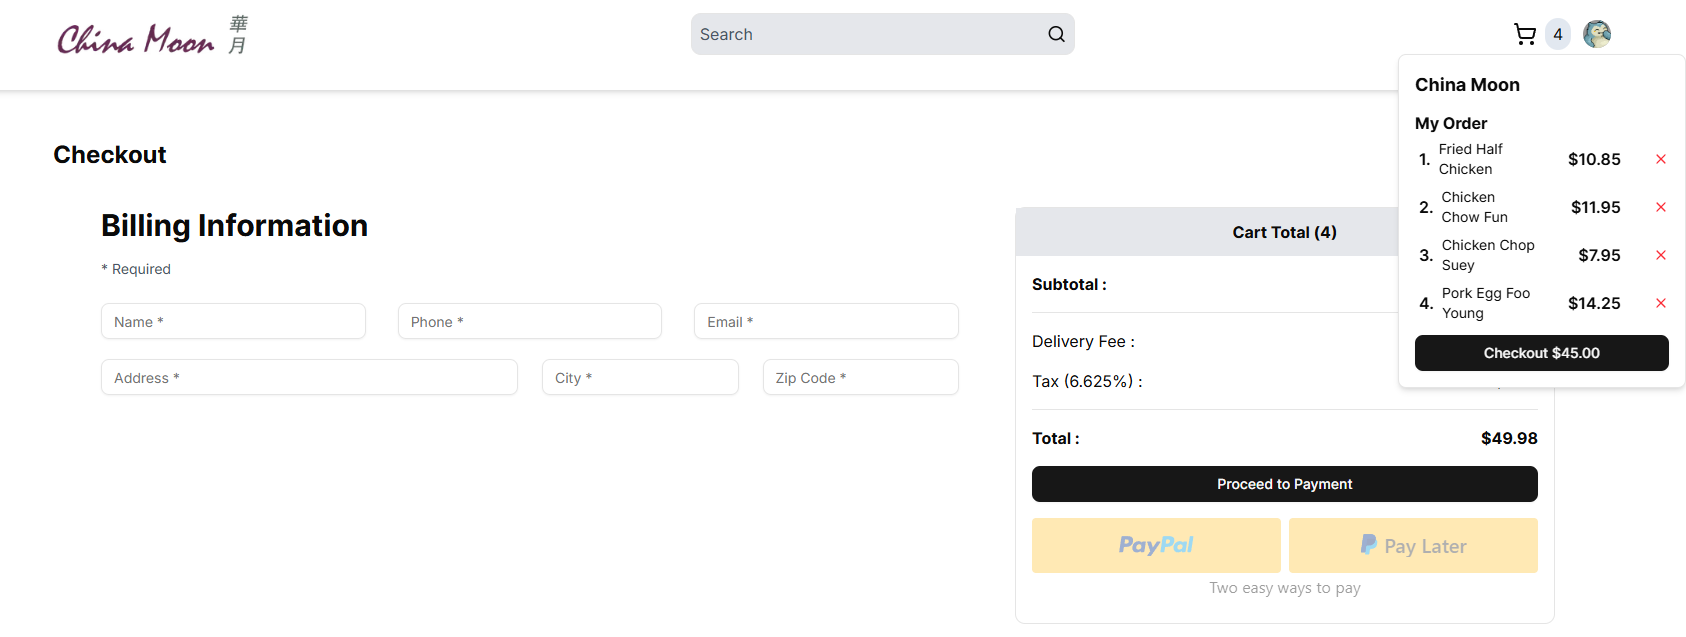 China Moon 華月
Search
4
China Moon
My Order
1. Fried Half Chicken $10.85
2. Chicken Chow Fun $11.95
3. Chicken Chop Suey $7.95
4. Pork Egg Foo Young $14.25
Checkout $45.00
Checkout
Billing Information
* Required
Name *
Phone *
Email *
Address *
City *
Zip Code *
Cart Total (4)
Subtotal :
Delivery Fee :
Tax (6.625%) :
Total : $49.98
Proceed to Payment
PayPal
Pay Later
Two easy ways to pay